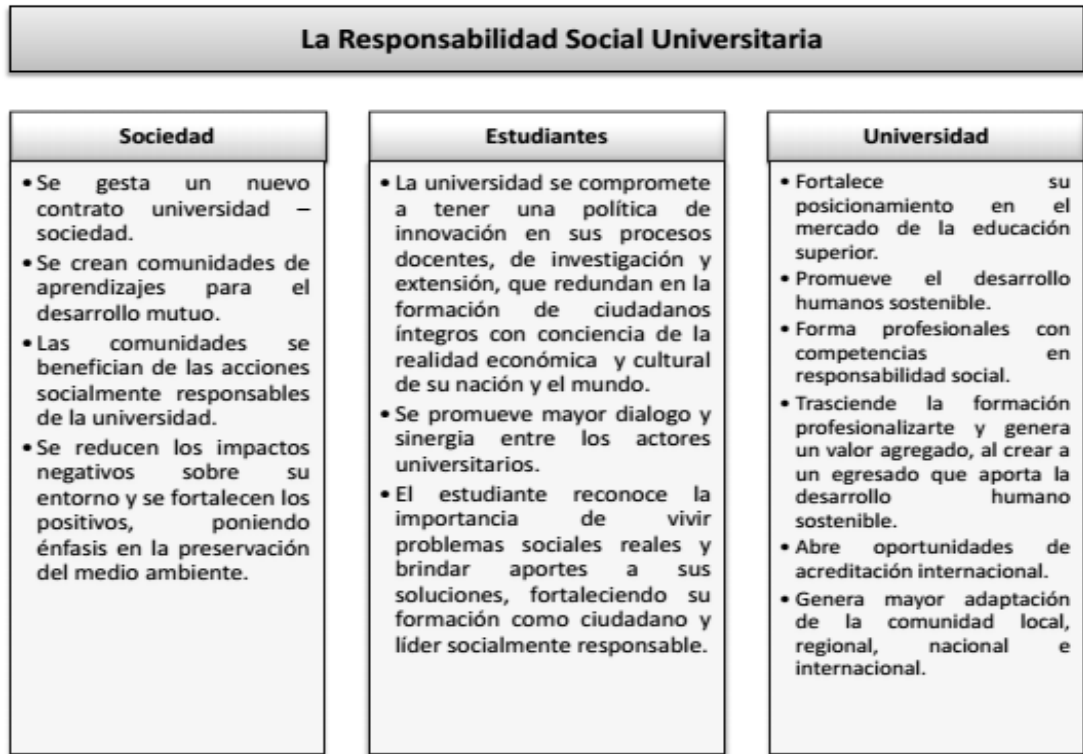 La Responsabilidad Social Universitaria
Sociedad
• Se gesta un nuevo
contrato universidad –
sociedad.
• Se crean comunidades de
aprendizajes para el
desarrollo mutuo.
• Las comunidades se
benefician de las acciones
socialmente responsables
de la universidad.
• Se reducen los impactos
negativos sobre su
entorno y se fortalecen los
positivos, poniendo
énfasis en la preservación
del medio ambiente.
Estudiantes
• La universidad se compromete
a tener una política de
innovación en sus procesos
docentes, de investigación y
extensión, que redundan en la
formación de ciudadanos
íntegros con conciencia de la
realidad económica y cultural
de su nación y el mundo.
• Se promueve mayor dialogo y
sinergia entre los actores
universitarios.
• El estudiante reconoce la
importancia de vivir
problemas sociales reales y
brindar aportes a sus
soluciones, fortaleciendo su
formación como ciudadano y
líder socialmente responsable.
Universidad
• Fortalece su
posicionamiento en el
mercado de la educación
superior.
• Promueve el desarrollo
humanos sostenible.
• Forma profesionales con
competencias en
responsabilidad social.
• Trasciende la formación
profesionalizarte y genera
un valor agregado, al crear a
un egresado que aporta la
desarrollo humano
sostenible.
• Abre oportunidades de
acreditación internacional.
• Genera mayor adaptación
de la comunidad local,
regional, nacional e
internacional.